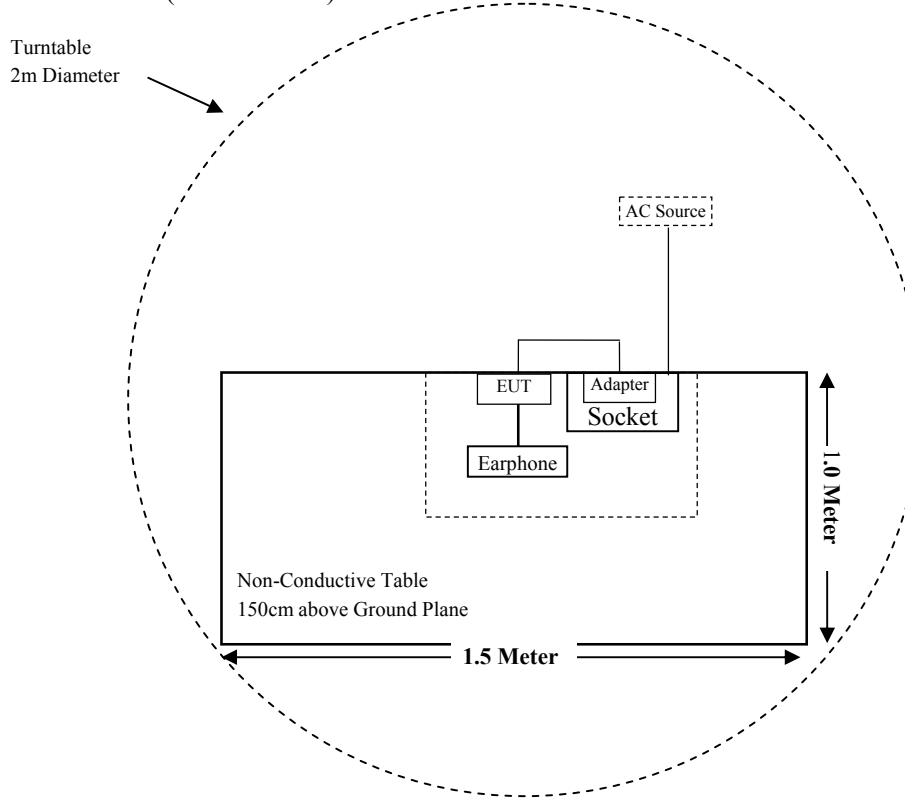 Turntable
2m Diameter
AC Source
EUT
Adapter
Socket
Earphone
1.0 Meter
Non-Conductive Table
150cm above Ground Plane
1.5 Meter